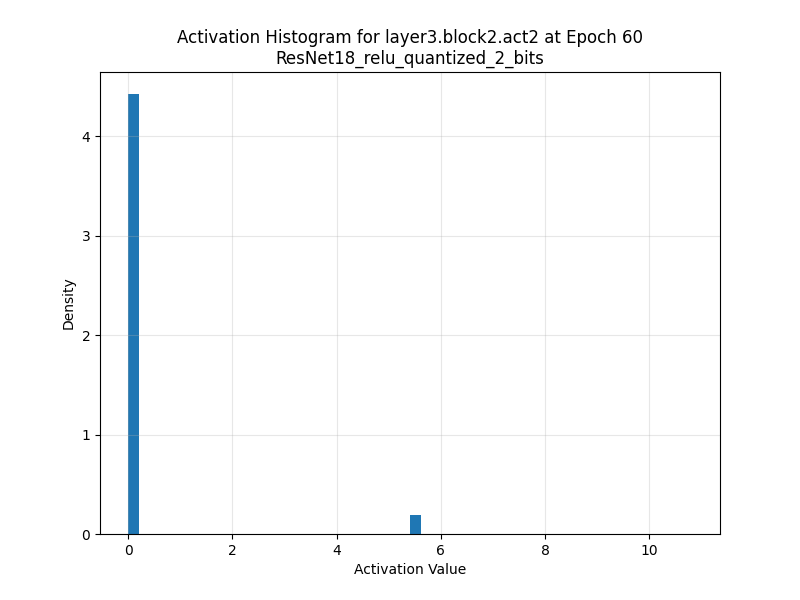 Activation Histogram for layer3.block2.act2 at Epoch 60
ResNet18_relu_quantized_2_bits
4
3
2
1
0
Density
0 2 4 6 8 10
Activation Value